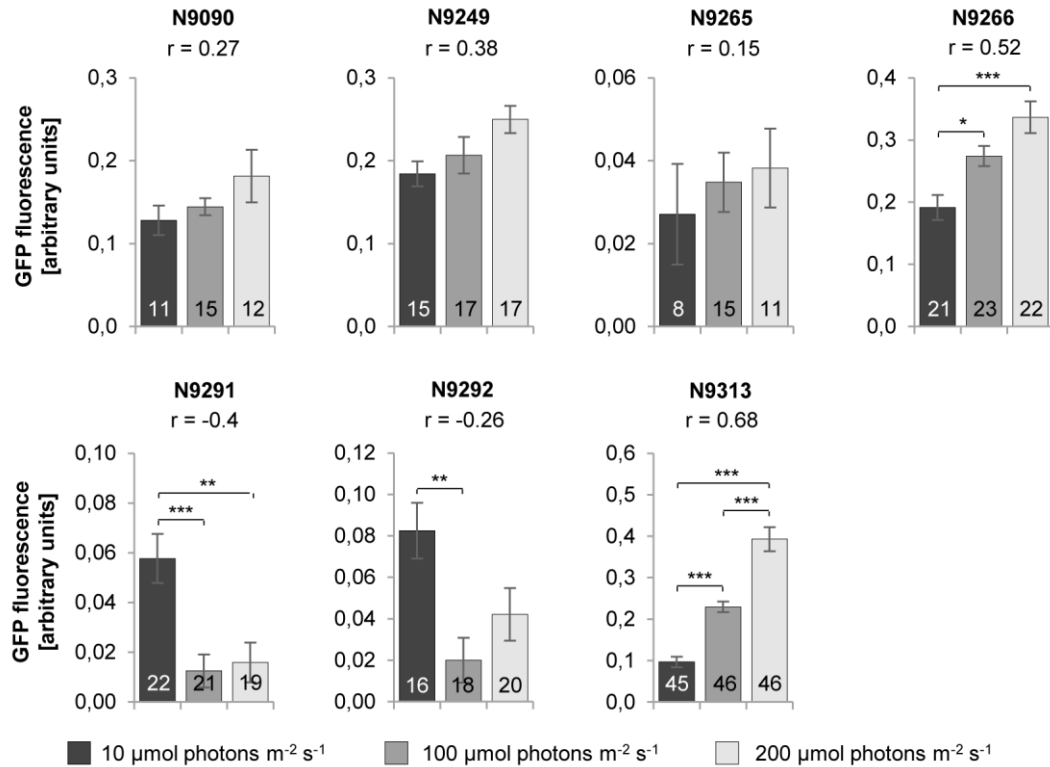 N9090 N9249 N9265 N9266
r = 0.27 r = 0.38 r = 0.15 r = 0.52
GFP fluorescence
[arbitrary units]
0,3
0,2
0,1
0,0
11 15 12
0,3
0,2
0,1
0,0
15 17 17
0,06
0,04
0,02
0,00
8 15 11
0,4
0,3
0,2
0,1
0,0
***
*
21 23 22
N9291 N9292 N9313
r = -0.4 r = -0.26 r = 0.68
GFP fluorescence
[arbitrary units]
0,10
0,08
0,06
0,04
0,02
0,00
**
***
22 21 19
0,12
0,10
0,08
0,06
0,04
0,02
0,00
**
16 18 20
0,6
0,5
0,4
0,3
0,2
0,1
0,0
***
***
***
45 46 46
10 µmol photons m⁻² s⁻¹ 100 µmol photons m⁻² s⁻¹ 200 µmol photons m⁻² s⁻¹